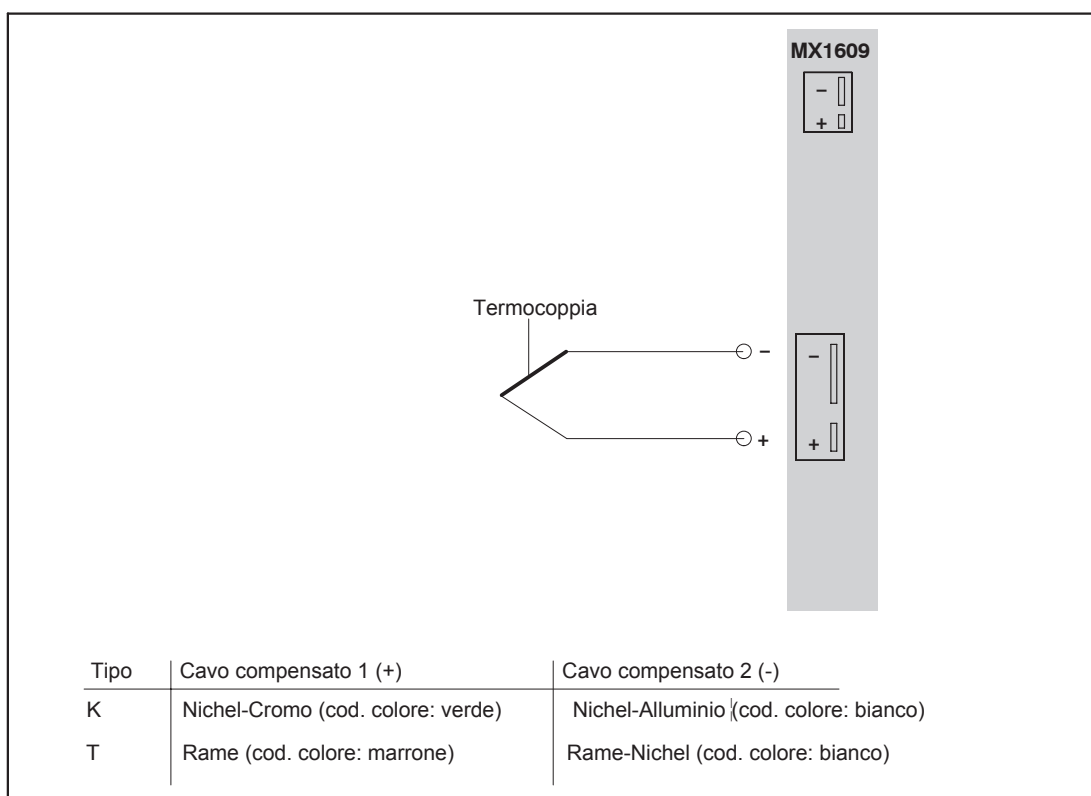 MX1609
–
+
Termocoppia
–
–
+
+
Tipo Cavo compensato 1 (+) Cavo compensato 2 (-)
K Nichel-Cromo (cod. colore: verde) Nichel-Alluminio (cod. colore: bianco)
T Rame (cod. colore: marrone) Rame-Nichel (cod. colore: bianco)